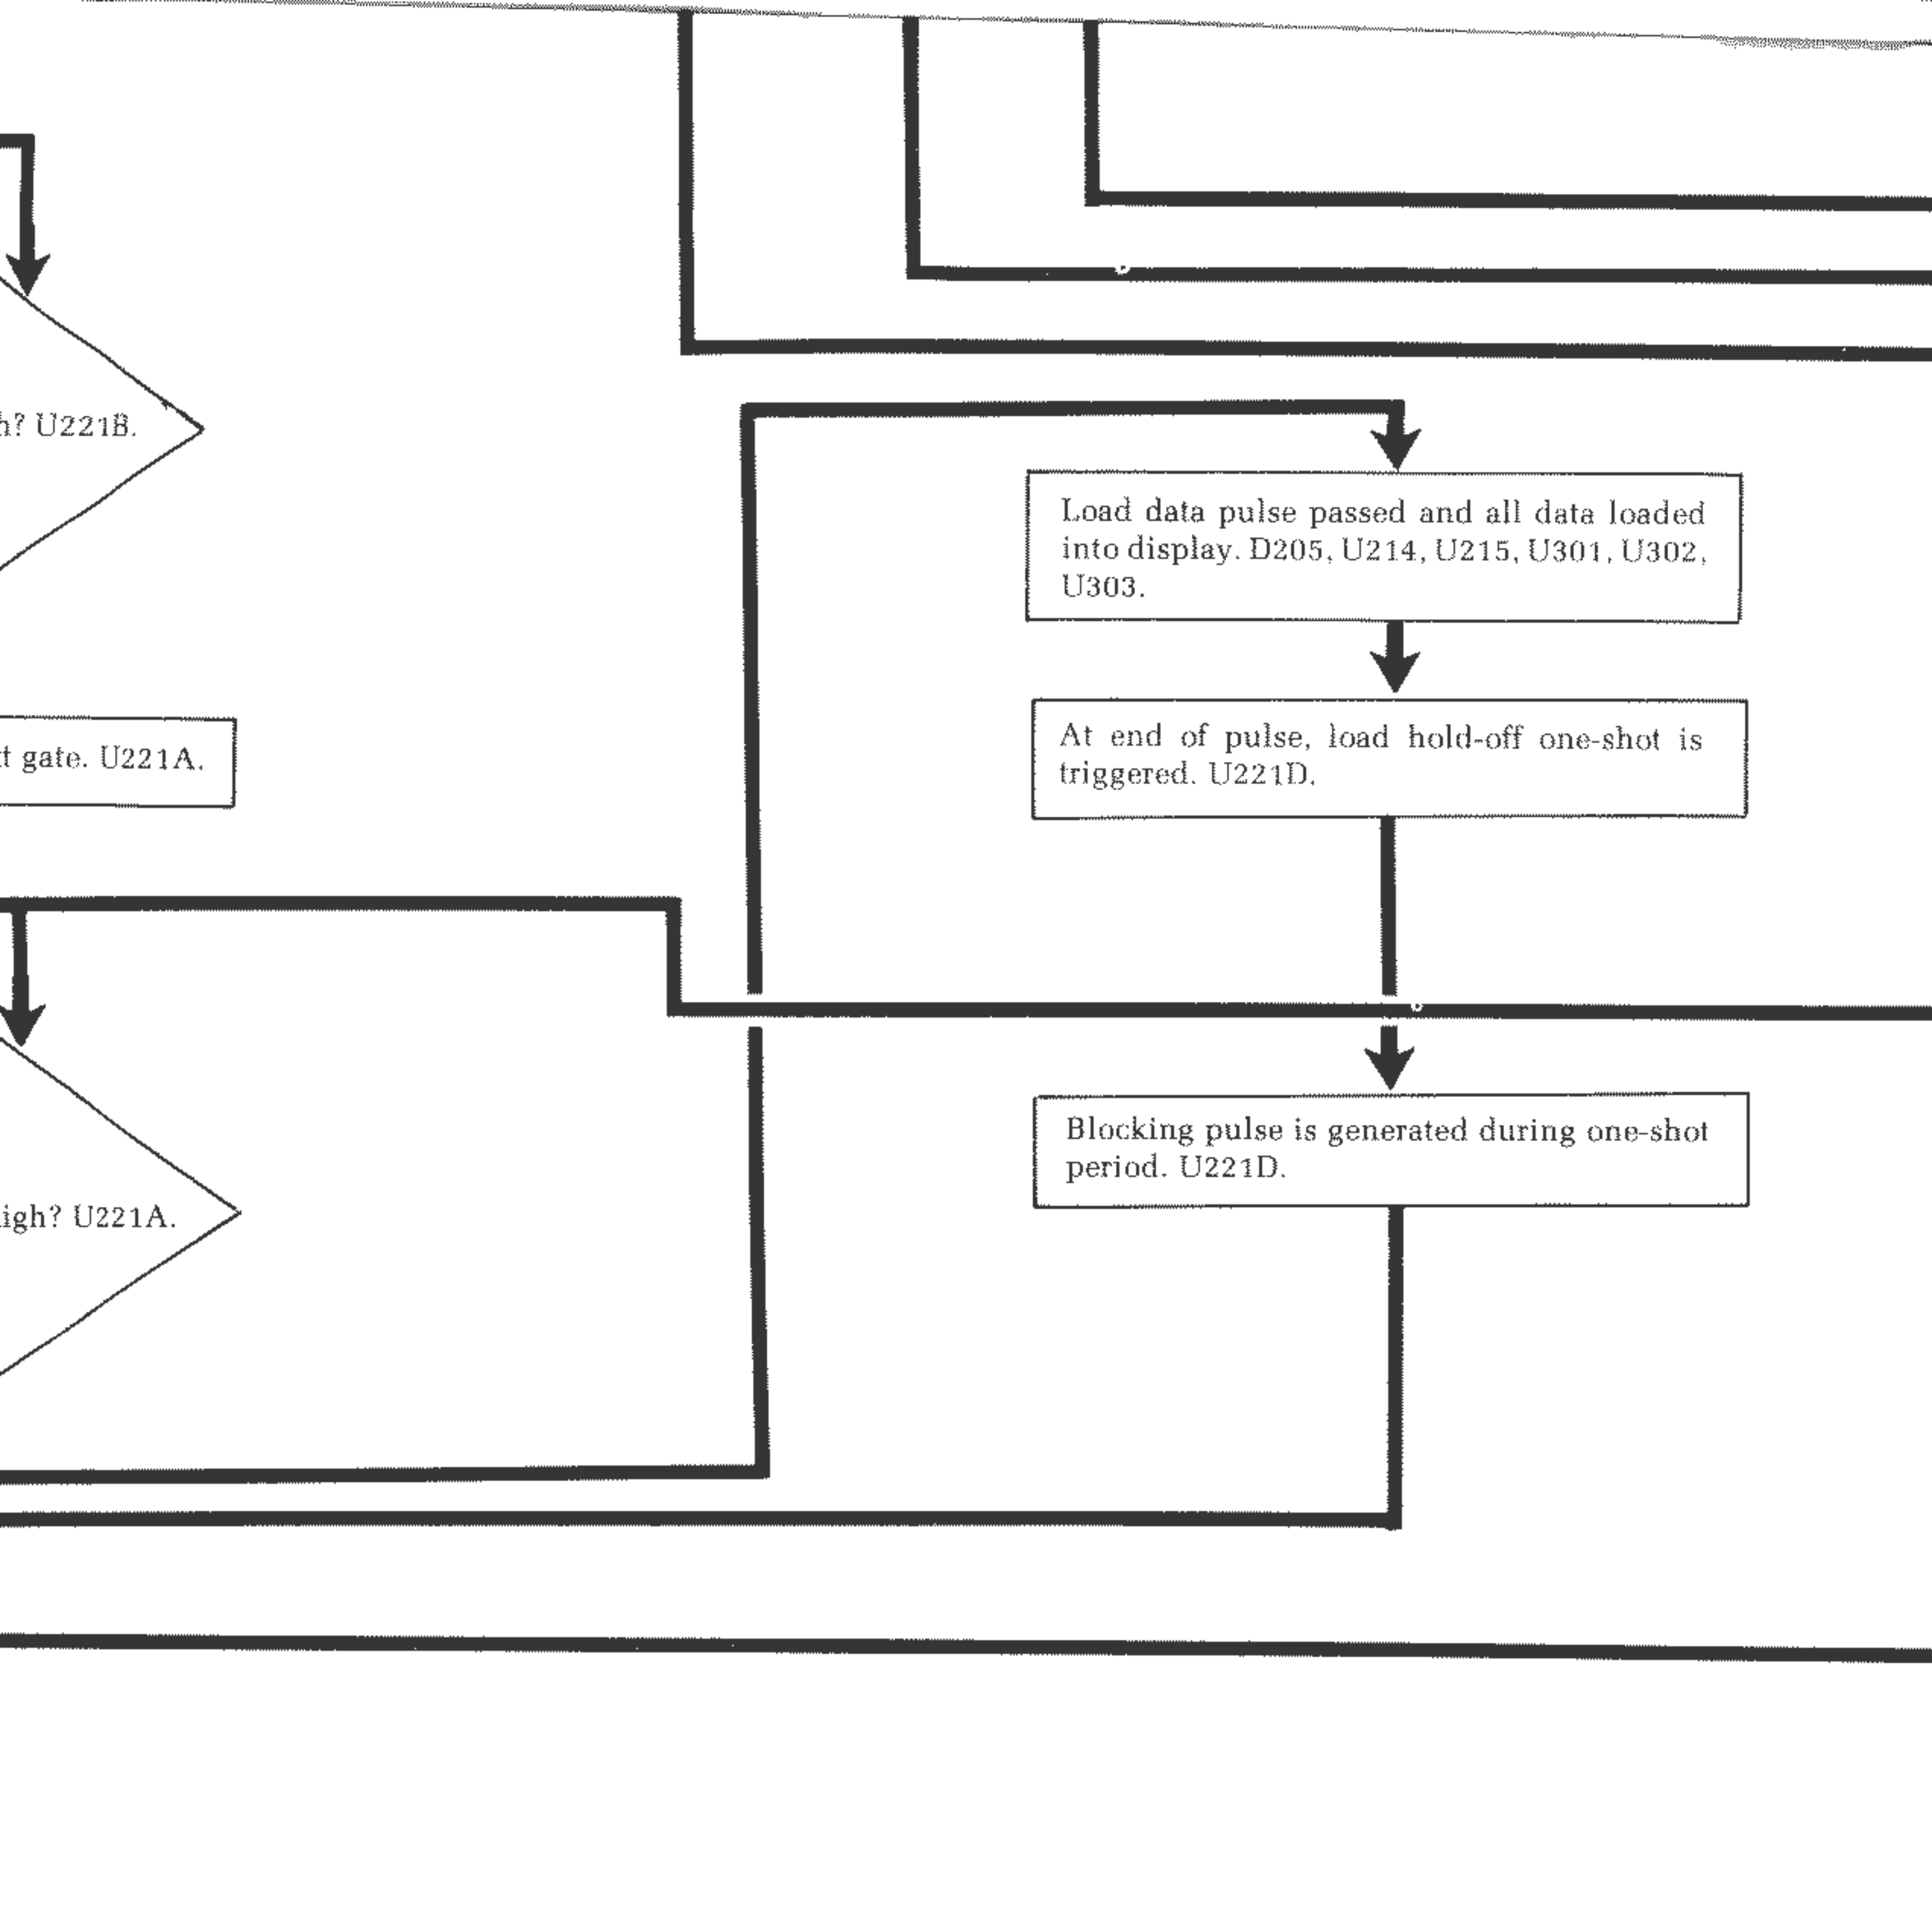 h? U221B.
t gate. U221A.
igh? U221A.
Load data pulse passed and all data loaded
into display. D205, U214, U215, U301, U302,
U303.
At end of pulse, load hold-off one-shot is
triggered. U221D.
Blocking pulse is generated during one-shot
period. U221D.